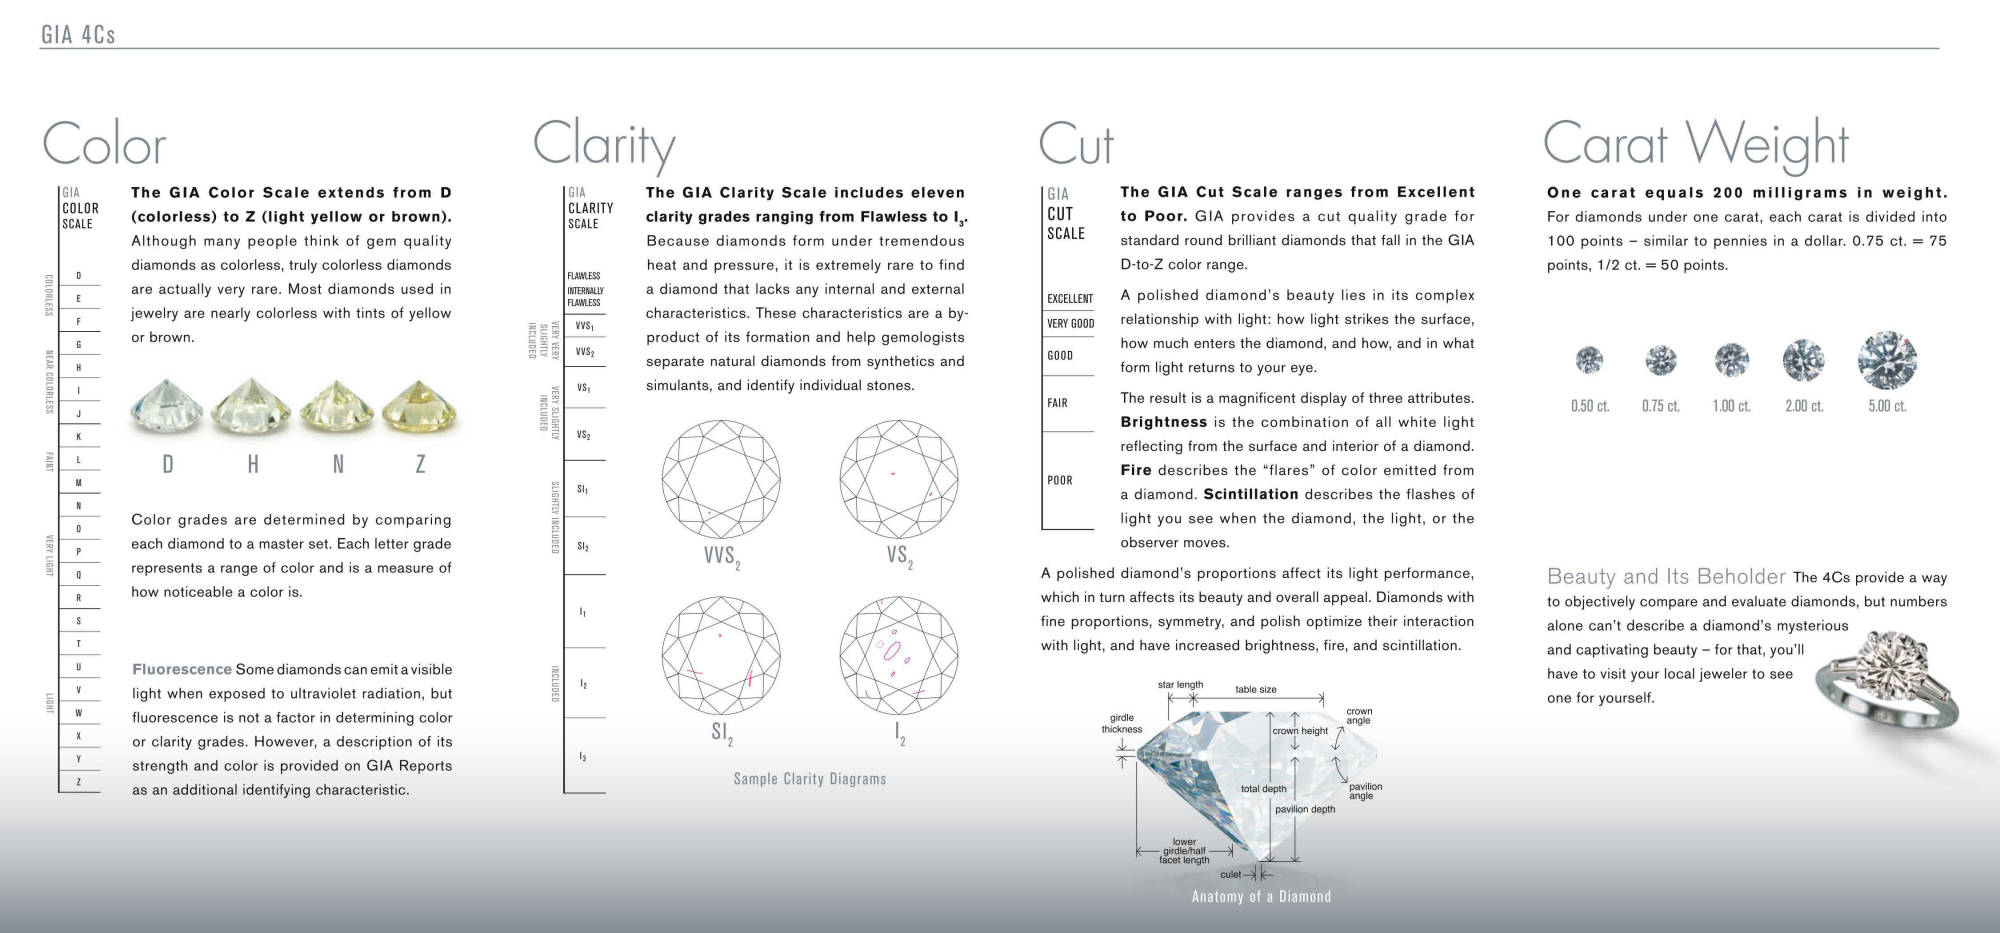 GIA 4Cs
Color
GIA
COLOR
SCALE
COLORLESS
D
E
F
NEAR COLORLESS
G
H
I
J
FAINT
K
L
M
VERY LIGHT
N
O
P
Q
R
LIGHT
S
T
U
V
W
X
Y
Z
The GIA Color Scale extends from D
(colorless) to Z (light yellow or brown).
Although many people think of gem quality
diamonds as colorless, truly colorless diamonds
are actually very rare. Most diamonds used in
jewelry are nearly colorless with tints of yellow
or brown.
D H N Z
Color grades are determined by comparing
each diamond to a master set. Each letter grade
represents a range of color and is a measure of
how noticeable a color is.
Fluorescence Some diamonds can emit a visible
light when exposed to ultraviolet radiation, but
fluorescence is not a factor in determining color
or clarity grades. However, a description of its
strength and color is provided on GIA Reports
as an additional identifying characteristic.
Clarity
GIA
CLARITY
SCALE
FLAWLESS
INTERNALLY
FLAWLESS
VERY VERY
SLIGHTLY
INCLUDED
VVS1
VVS2
VERY SLIGHTLY
INCLUDED
VS1
VS2
SLIGHTLY INCLUDED
SI1
SI2
INCLUDED
I1
I2
I3
The GIA Clarity Scale includes eleven
clarity grades ranging from Flawless to I3.
Because diamonds form under tremendous
heat and pressure, it is extremely rare to find
a diamond that lacks any internal and external
characteristics. These characteristics are a by-
product of its formation and help gemologists
separate natural diamonds from synthetics and
simulants, and identify individual stones.
VVS2 VS2
SI2 I2
Sample Clarity Diagrams
Cut
GIA
CUT
SCALE
EXCELLENT
VERY GOOD
GOOD
FAIR
POOR
The GIA Cut Scale ranges from Excellent
to Poor. GIA provides a cut quality grade for
standard round brilliant diamonds that fall in the GIA
D-to-Z color range.
A polished diamond's beauty lies in its complex
relationship with light: how light strikes the surface,
how much enters the diamond, and how, and in what
form light returns to your eye.
The result is a magnificent display of three attributes.
Brightness is the combination of all white light
reflecting from the surface and interior of a diamond.
Fire describes the “flares” of color emitted from
a diamond. Scintillation describes the flashes of
light you see when the diamond, the light, or the
observer moves.
A polished diamond's proportions affect its light performance,
which in turn affects its beauty and overall appeal. Diamonds with
fine proportions, symmetry, and polish optimize their interaction
with light, and have increased brightness, fire, and scintillation.
star length
table size
girdle
thickness
crown
angle
crown height
total depth
pavilion
angle
pavilion depth
lower
girdle/half
facet length
culet
Anatomy of a Diamond
Carat Weight
One carat equals 200 milligrams in weight.
For diamonds under one carat, each carat is divided into
100 points – similar to pennies in a dollar. 0.75 ct. = 75
points, 1/2 ct. = 50 points.
0.50 ct. 0.75 ct. 1.00 ct. 2.00 ct. 5.00 ct.
Beauty and Its Beholder The 4Cs provide a way
to objectively compare and evaluate diamonds, but numbers
alone can't describe a diamond's mysterious
and captivating beauty – for that, you'll
have to visit your local jeweler to see
one for yourself.